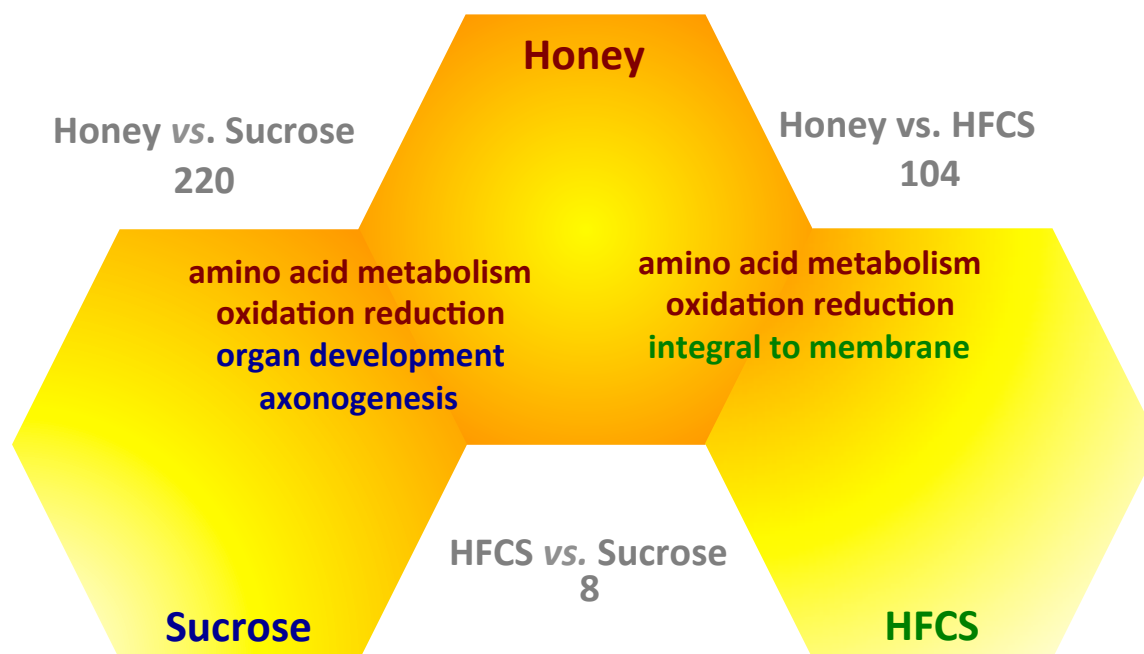 Honey
Honey vs. Sucrose
220
Honey vs. HFCS
104
amino acid metabolism
oxidation reduction
organ development
axonogenesis
amino acid metabolism
oxidation reduction
integral to membrane
HFCS vs. Sucrose
8
Sucrose
HFCS